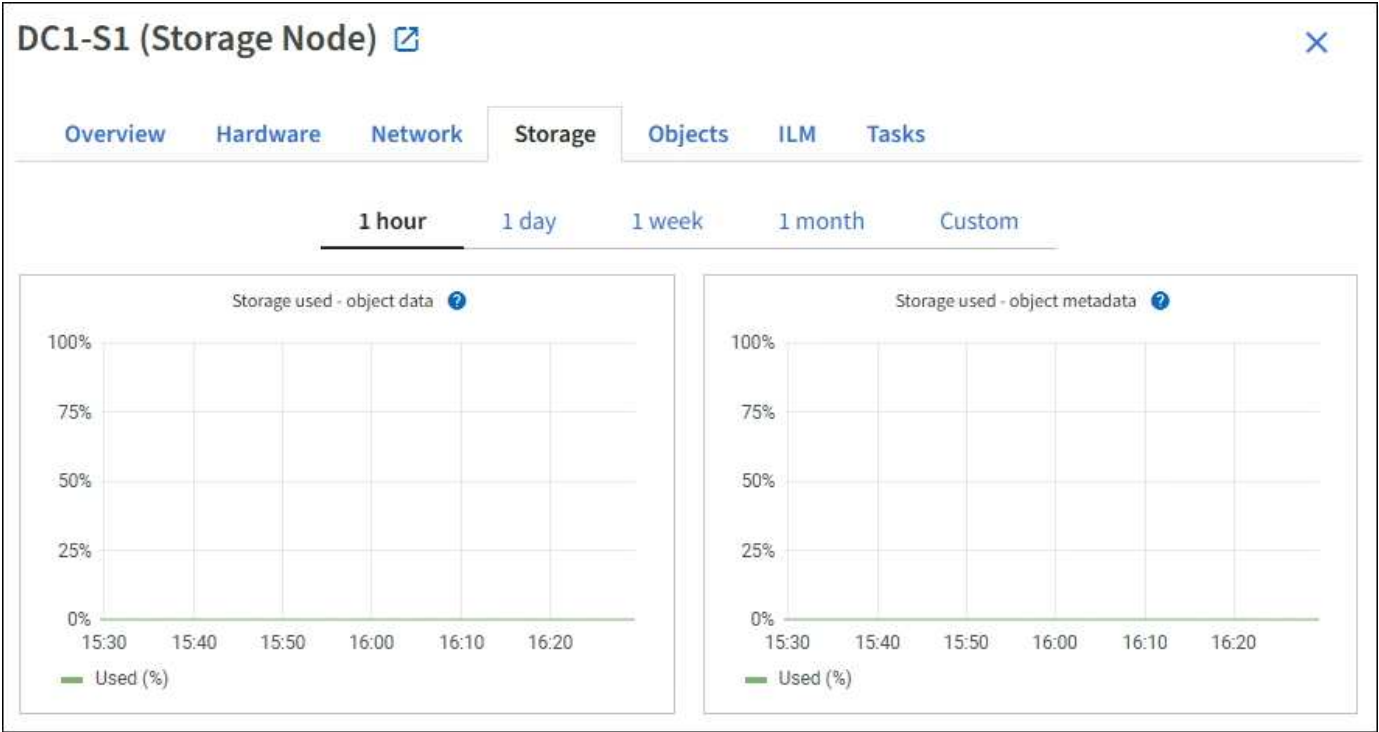 DC1-S1 (Storage Node)
Overview Hardware Network Storage Objects ILM Tasks
1 hour 1 day 1 week 1 month Custom
Storage used - object data ?
100%
75%
50%
25%
0%
15:30 15:40 15:50 16:00 16:10 16:20
Used (%)
Storage used - object metadata ?
100%
75%
50%
25%
0%
15:30 15:40 15:50 16:00 16:10 16:20
Used (%)